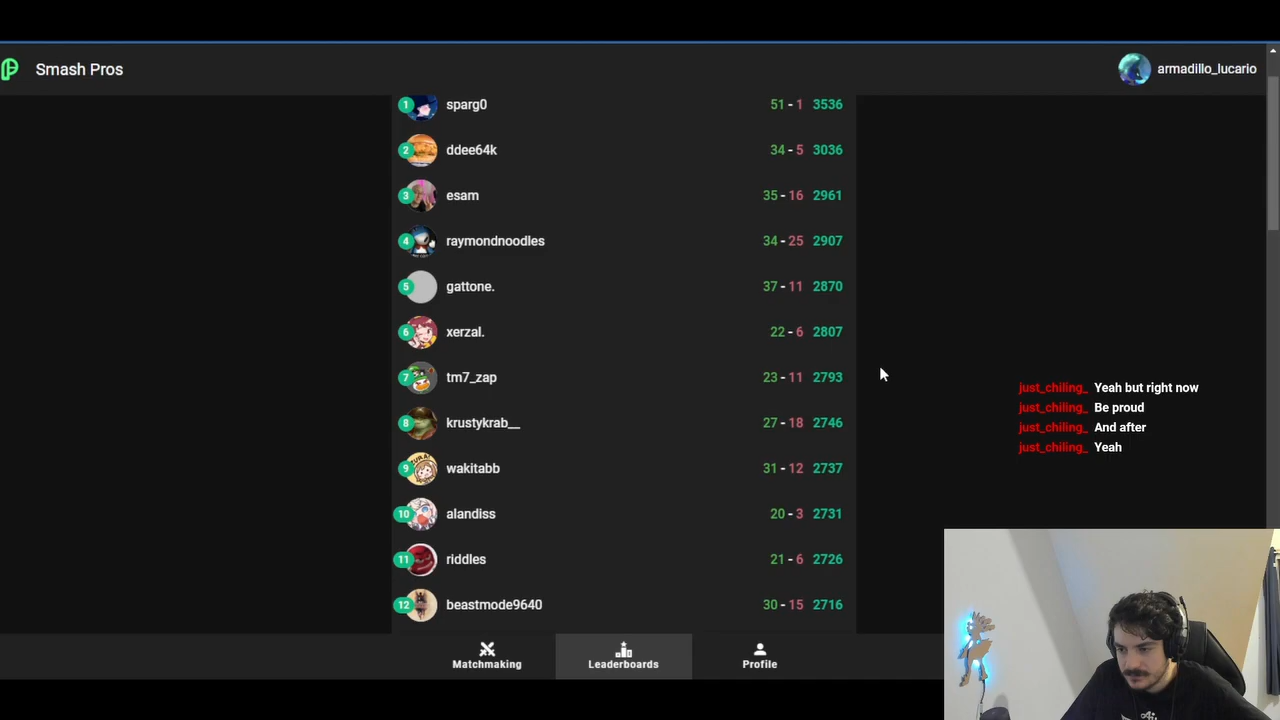 Smash Pros
armadillo_lucario
1 sparg0 51 - 1 3536
2 ddee64k 34 - 5 3036
3 esam 35 - 16 2961
4 raymondnoodles 34 - 25 2907
5 gattone. 37 - 11 2870
6 xerzal. 22 - 6 2807
7 tm7_zap 23 - 11 2793
8 krustykrab__ 27 - 18 2746
9 wakitabb 31 - 12 2737
10 alandiss 20 - 3 2731
11 riddles 21 - 6 2726
12 beastmode9640 30 - 15 2716
just_chiling_ Yeah but right now
just_chiling_ Be proud
just_chiling_ And after
just_chiling_ Yeah
Matchmaking Leaderboards Profile